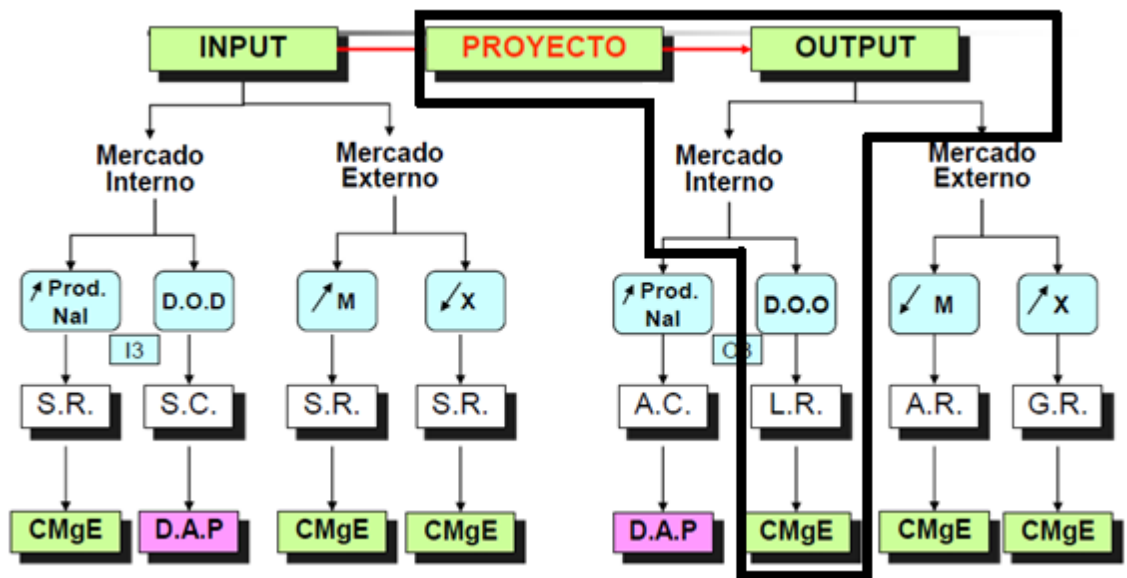 INPUT
PROYECTO
OUTPUT
Mercado
Interno
Mercado
Externo
Mercado
Interno
Mercado
Externo
Prod.
Nal
D.O.D
M
X
Prod.
Nal
D.O.O
M
X
I3
O3
S.R.
S.C.
S.R.
S.R.
A.C.
L.R.
A.R.
G.R.
CMgE
D.A.P
CMgE
CMgE
D.A.P
CMgE
CMgE
CMgE